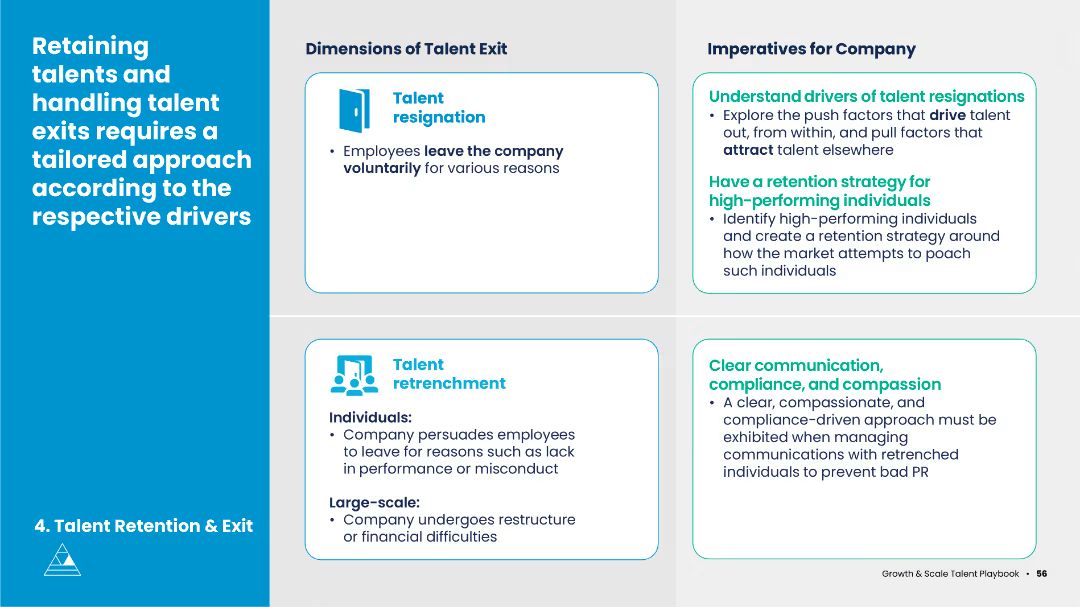 Retaining
talents and
handling talent
exits requires a
tailored approach
according to the
respective drivers
4. Talent Retention & Exit
Dimensions of Talent Exit
Talent
resignation
• Employees leave the company
voluntarily for various reasons
Imperatives for Company
Understand drivers of talent resignations
• Explore the push factors that drive talent
out, from within, and pull factors that
attract talent elsewhere
Have a retention strategy for
high-performing individuals
• Identify high-performing individuals
and create a retention strategy around
how the market attempts to poach
such individuals
Talent
retrenchment
Individuals:
• Company persuades employees
to leave for reasons such as lack
in performance or misconduct
Large-scale:
• Company undergoes restructure
or financial difficulties
Clear communication,
compliance, and compassion
• A clear, compassionate, and
compliance-driven approach must be
exhibited when managing
communications with retrenched
individuals to prevent bad PR
Growth & Scale Talent Playbook • 56